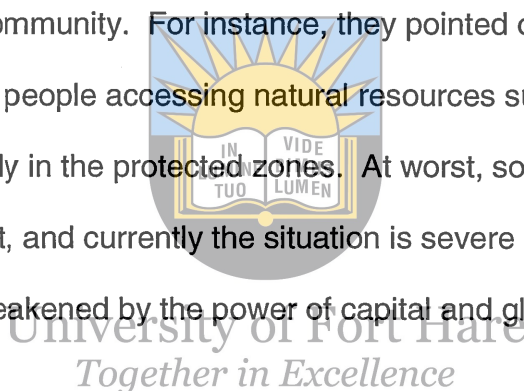 ommunity. For instance, they pointed
people accessing natural resources su
IN VIDE
LUMINE
TUO LUMEN
ly in the protected zones. At worst, so
t, and currently the situation is severe
eakened by the power of capital and gl
University of Fort Hare
Together in Excellence